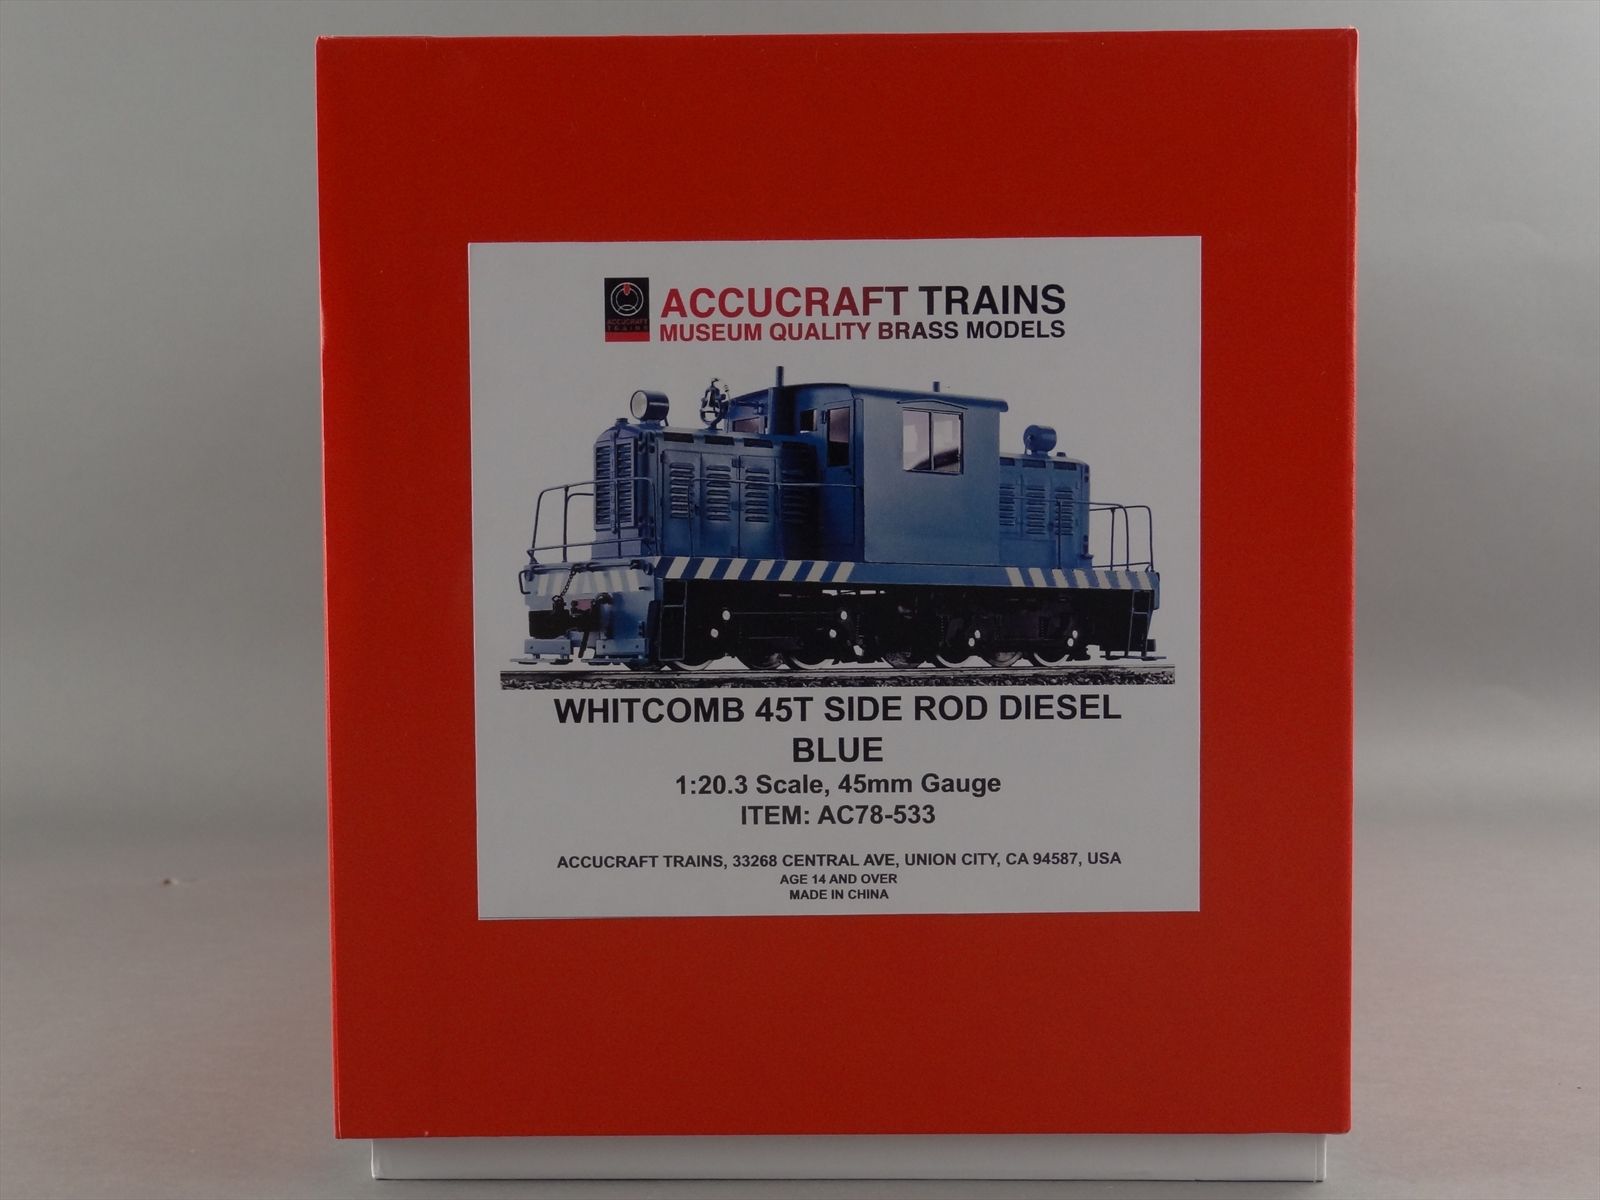 ACCUCRAFT TRAINS
MUSEUM QUALITY BRASS MODELS
ACCUCRAFT
TRAINS
WHITCOMB 45T SIDE ROD DIESEL
BLUE
1:20.3 Scale, 45mm Gauge
ITEM: AC78-533
ACCUCRAFT TRAINS, 33268 CENTRAL AVE, UNION CITY, CA 94587, USA
AGE 14 AND OVER
MADE IN CHINA